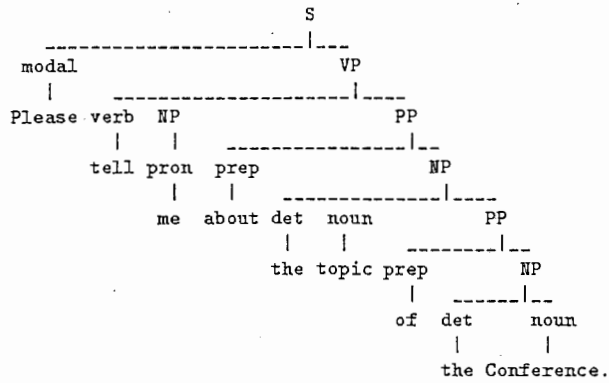 S
modal VP
Please verb NP PP
tell pron prep NP
me about det noun PP
the topic prep NP
of det noun
the Conference.